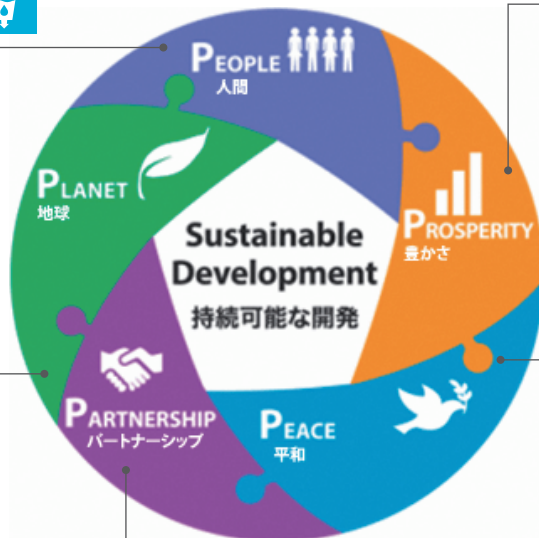 PEOPLE
人間
PROSPERITY
豊かさ
PEACE
平和
PARTNERSHIP
パートナーシップ
PLANET
地球
Sustainable
Development
持続可能な開発